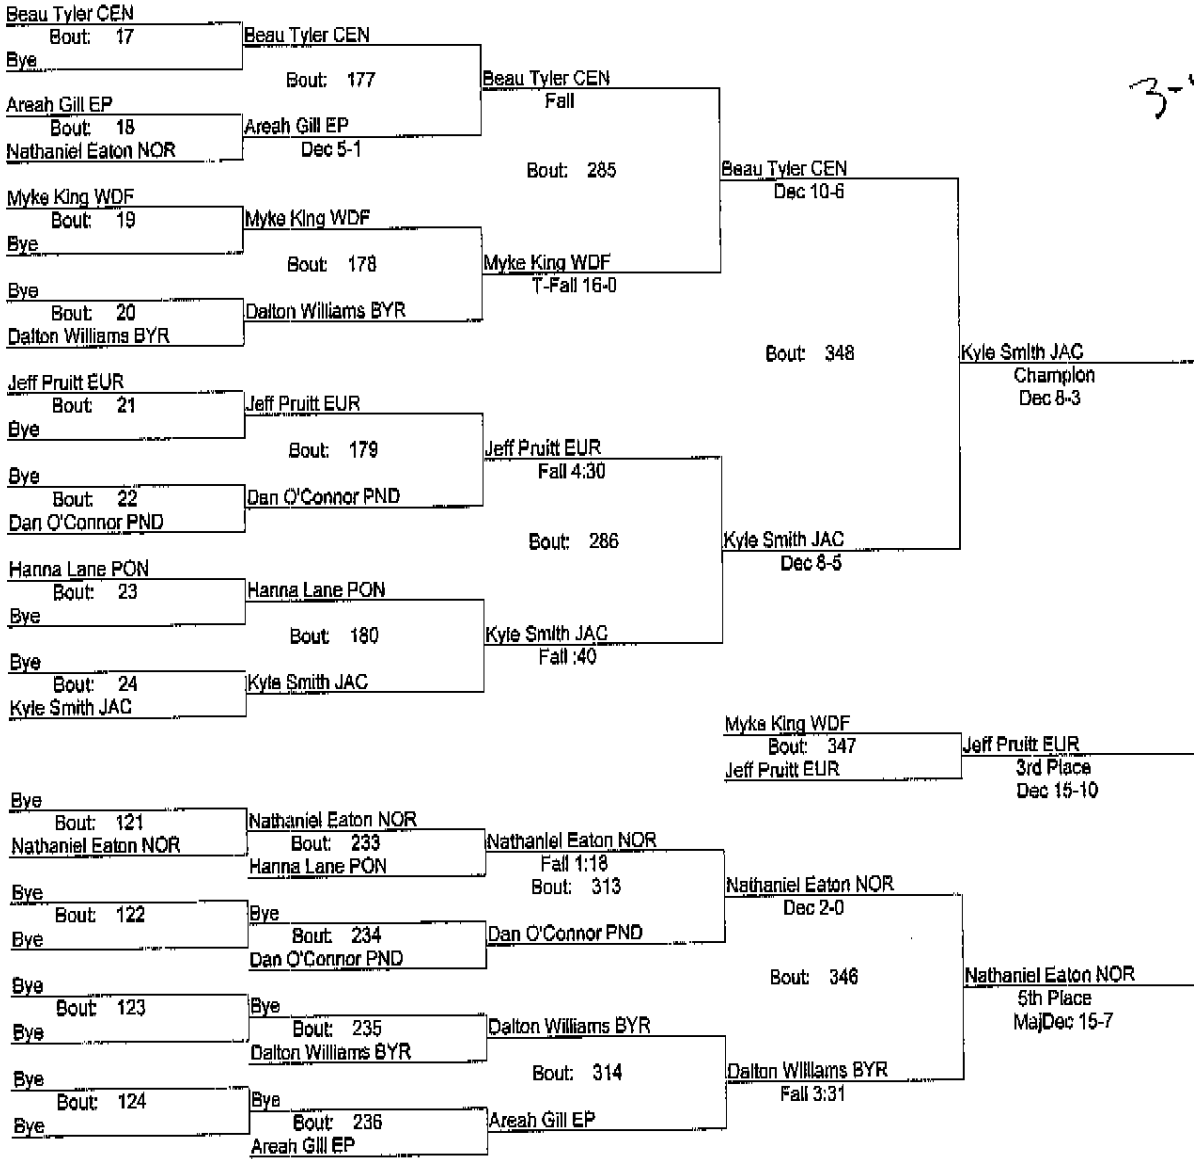 Beau Tyler CEN
Bout: 17
Bye
Beau Tyler CEN
Bout: 177
Areah Gill EP
Bout: 18
Nathaniel Eaton NOR
Areah Gill EP
Dec 5-1
Beau Tyler CEN
Fall
Bout: 285
Myke King WDF
Bout: 19
Bye
Myke King WDF
Bout: 178
Bye
Bout: 20
Dalton Williams BYR
Dalton Williams BYR
Myke King WDF
T-Fall 16-0
Beau Tyler CEN
Dec 10-6
Bout: 348
Jeff Pruitt EUR
Bout: 21
Bye
Jeff Pruitt EUR
Bout: 179
Bye
Bout: 22
Dan O'Connor PND
Dan O'Connor PND
Jeff Pruitt EUR
Fall 4:30
Bout: 286
Hanna Lane PON
Bout: 23
Bye
Hanna Lane PON
Bout: 180
Bye
Bout: 24
Kyle Smith JAC
Kyle Smith JAC
Kyle Smith JAC
Fall :40
Kyle Smith JAC
Dec 8-5
Kyle Smith JAC
Champion
Dec 8-3
Myke King WDF
Bout: 347
Jeff Pruitt EUR
Jeff Pruitt EUR
3rd Place
Dec 15-10
Bye
Bout: 121
Nathaniel Eaton NOR
Nathaniel Eaton NOR
Bout: 233
Hanna Lane PON
Nathaniel Eaton NOR
Fall 1:18
Bout: 313
Bye
Bout: 122
Bye
Bye
Bout: 234
Dan O'Connor PND
Dan O'Connor PND
Nathaniel Eaton NOR
Dec 2-0
Bout: 346
Bye
Bout: 123
Bye
Bye
Bout: 235
Dalton Williams BYR
Dalton Williams BYR
Bout: 314
Bye
Bout: 124
Bye
Bye
Bout: 236
Areah Gill EP
Areah Gill EP
Dalton Williams BYR
Fall 3:31
Nathaniel Eaton NOR
5th Place
MajDec 15-7